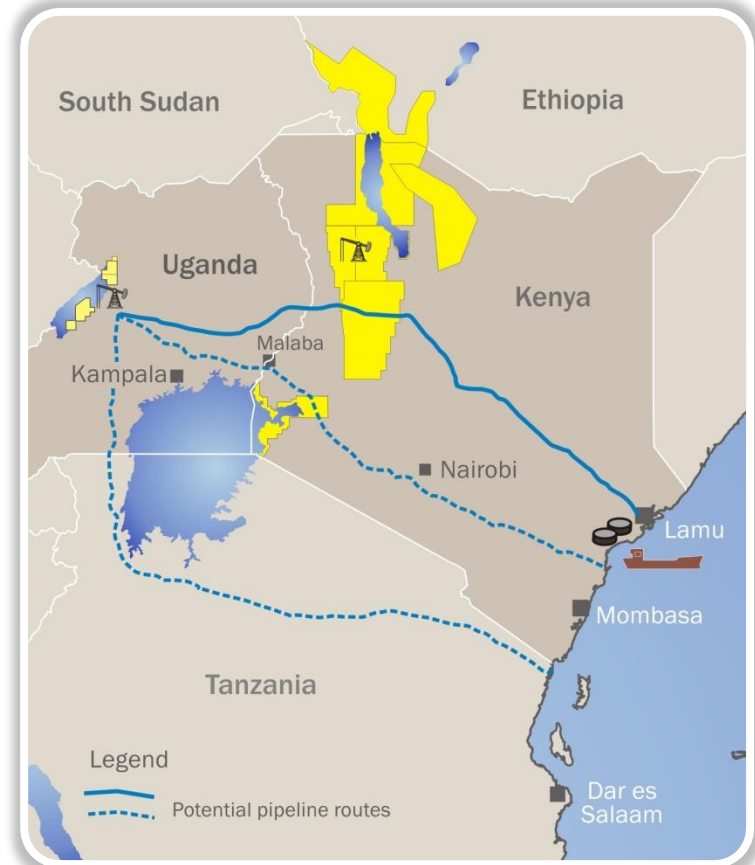 South Sudan
Ethiopia
Uganda
Kenya
Malaba
Kampala
Nairobi
Lamu
Mombasa
Tanzania
Legend
Potential pipeline routes
Dar es
Salaam